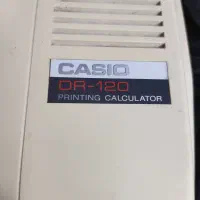 CASIO
DR-120
PRINTING CALCULATOR